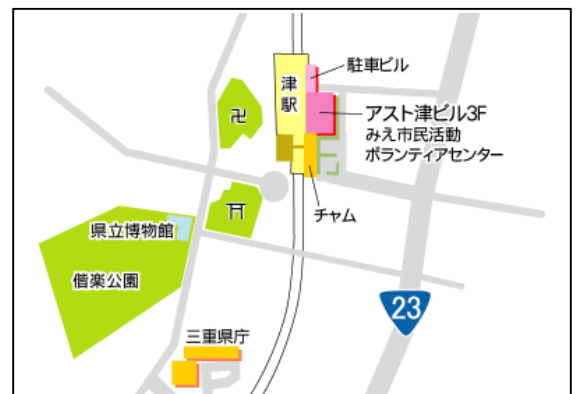 駐車ビル
津
駅
アスト津ビル3F
みえ市民活動
ボランティアセンター
卍
チャム
県立博物館
偕楽公園
23
三重県庁
P